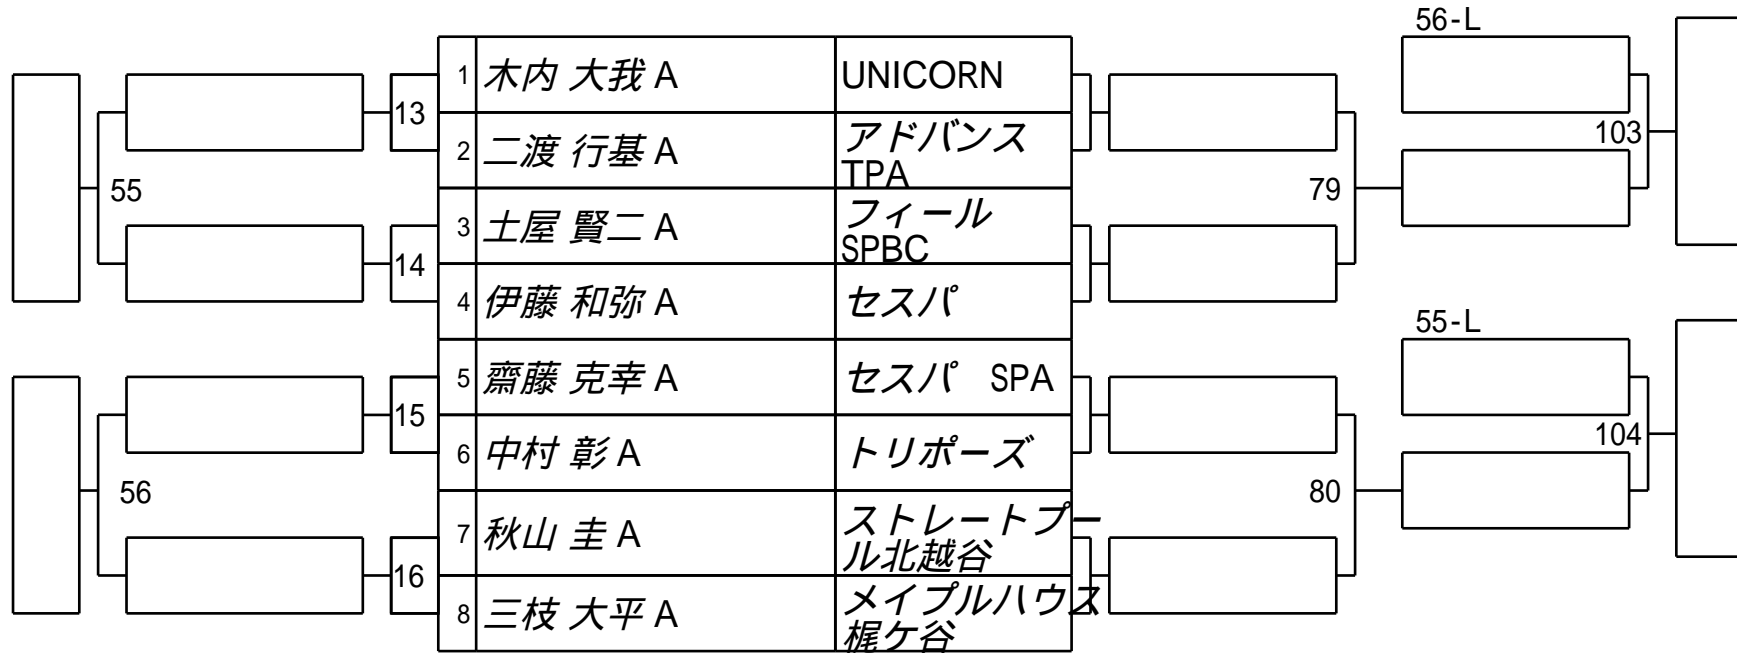 56-L
1 木内 大我 A UNICORN
13
103
2 二渡 行基 A アドバンス
TPA
55
79
3 土屋 賢二 A フィール
SPBC
14
4 伊藤 和弥 A セスパ
55-L
5 齋藤 克幸 A セスパ SPA
15
104
6 中村 彰 A トリポーズ
56
80
7 秋山 圭 A ストレートプー
ル北越谷
16
8 三枝 大平 A メイプルハウス
梶ケ谷